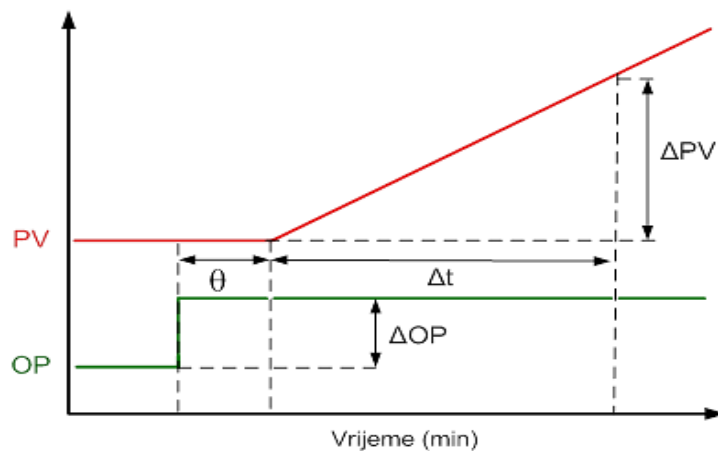 ΔPV
PV
θ
Δt
ΔOP
OP
Vrijeme (min)